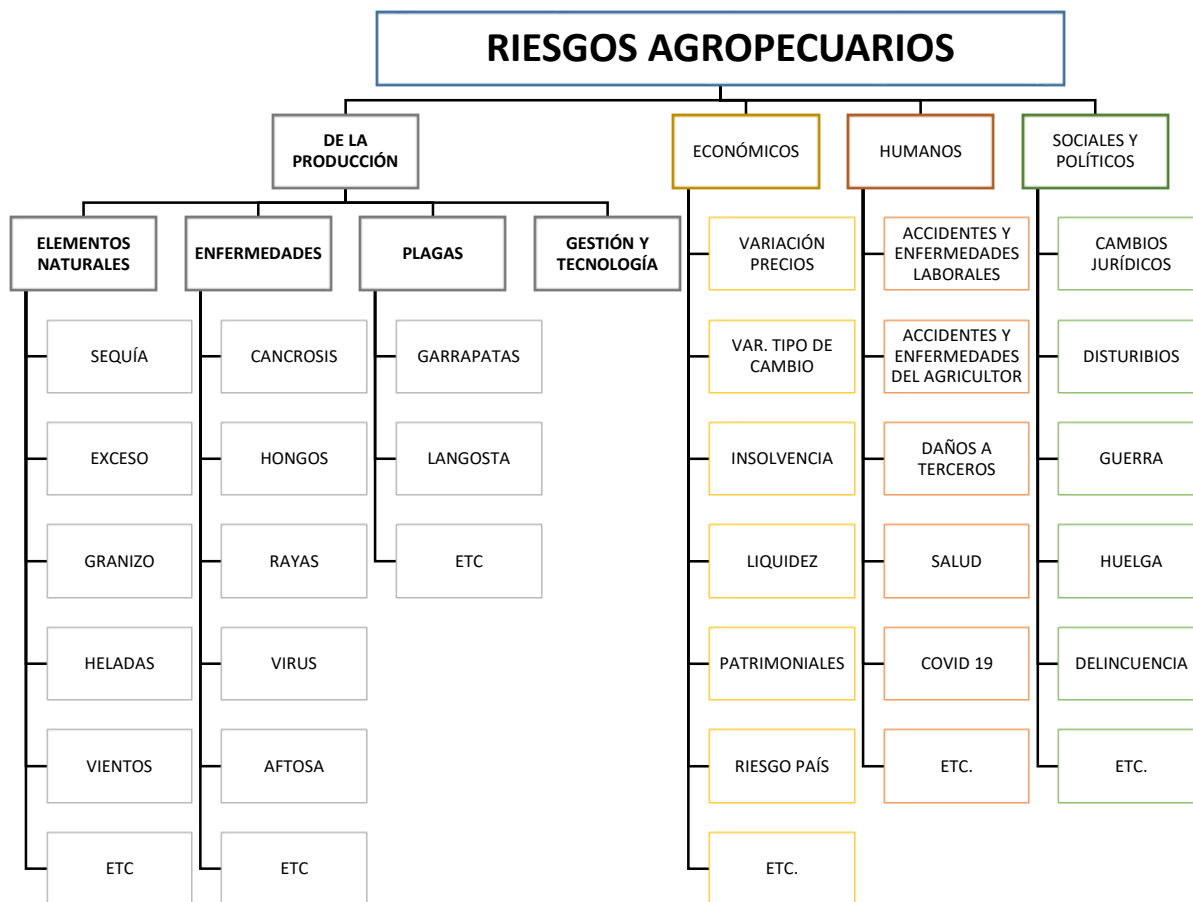 RIESGOS AGROPECUARIOS
DE LA
PRODUCCIÓN
ECONÓMICOS
HUMANOS
SOCIALES Y
POLÍTICOS
ELEMENTOS
NATURALES
ENFERMEDADES
PLAGAS
GESTIÓN Y
TECNOLOGÍA
VARIACIÓN
PRECIOS
ACCIDENTES Y
ENFERMEDADES
LABORALES
CAMBIOS
JURÍDICOS
SEQUÍA
CANCROSIS
GARRAPATAS
VAR. TIPO DE
CAMBIO
ACCIDENTES Y
ENFERMEDADES
DEL AGRICULTOR
DISTURIBIOS
EXCESO
HONGOS
LANGOSTA
INSOLVENCIA
DAÑOS A
TERCEROS
GUERRA
GRANIZO
RAYAS
ETC
LIQUIDEZ
SALUD
HUELGA
HELADAS
VIRUS
PATRIMONIALES
COVID 19
DELINCUENCIA
VIENTOS
AFTOSA
RIESGO PAÍS
ETC.
ETC.
ETC
ETC
ETC.